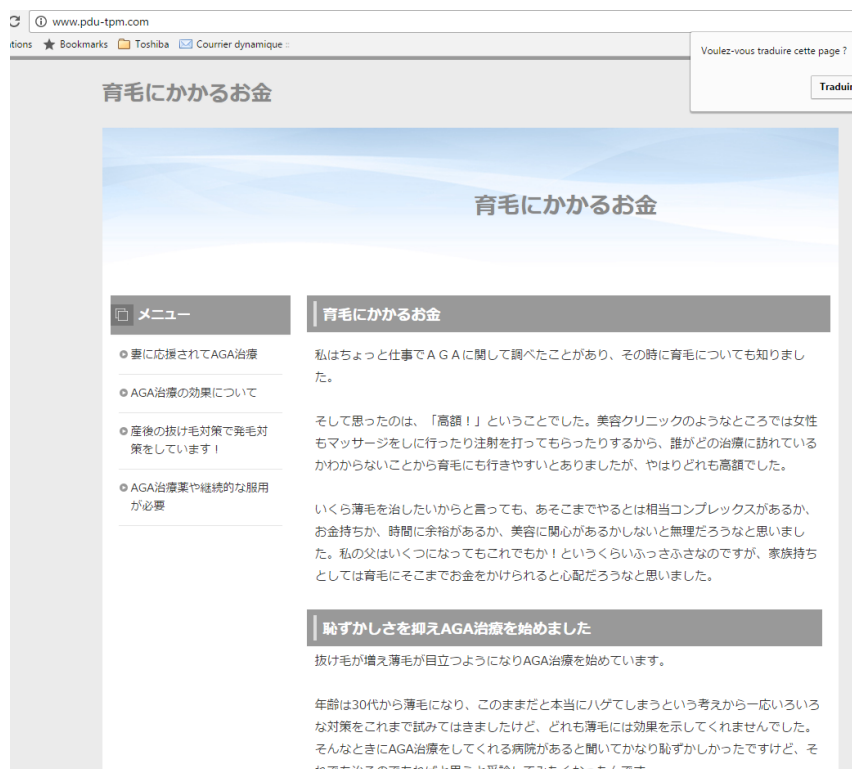 www.pdu-tpm.com
Bookmarks Toshiba Courrier dynamique ::
Voulez-vous traduire cette page ?
育毛にかかるお金
育毛にかかるお金
メニュー
妻に応援されてAGA治療
AGA治療の効果について
産後の抜け毛対策で発毛対
策をしています！
AGA治療薬や継続的な服用
が必要
育毛にかかるお金
私はちょっと仕事でＡＧＡに関して調べたことがあり、その時に育毛についても知りまし
た。
そして思ったのは、「高額！」ということでした。美容クリニックのようなところでは女性
もマッサージをしに行ったり注射を打ってもらったりするから、誰がどの治療に訪れている
かわからないことから育毛にも行きやすいとありましたが、やはりどれも高額でした。
いくら薄毛を治したいからと言っても、あそこまでやるとは相当コンプレックスがあるか、
お金持ちか、時間に余裕があるか、美容に関心があるかしないと無理だろうなと思いまし
た。私の父はいくつになってもこれでもか！というくらいふっさふさなのですが、家族持ち
としては育毛にそこまでお金をかけられると心配だろうなと思いました。
恥ずかしさを抑えAGA治療を始めました
抜け毛が増え薄毛が目立つようになりAGA治療を始めています。
年齢は30代から薄毛になり、このままだと本当にハゲてしまうという考えから一応いろいろ
な対策をこれまで試みてはきましたけど、どれも薄毛には効果を示してくれませんでした。
そんなときにAGA治療をしてくれる病院があると聞いてかなり恥ずかしかったですけど、そ